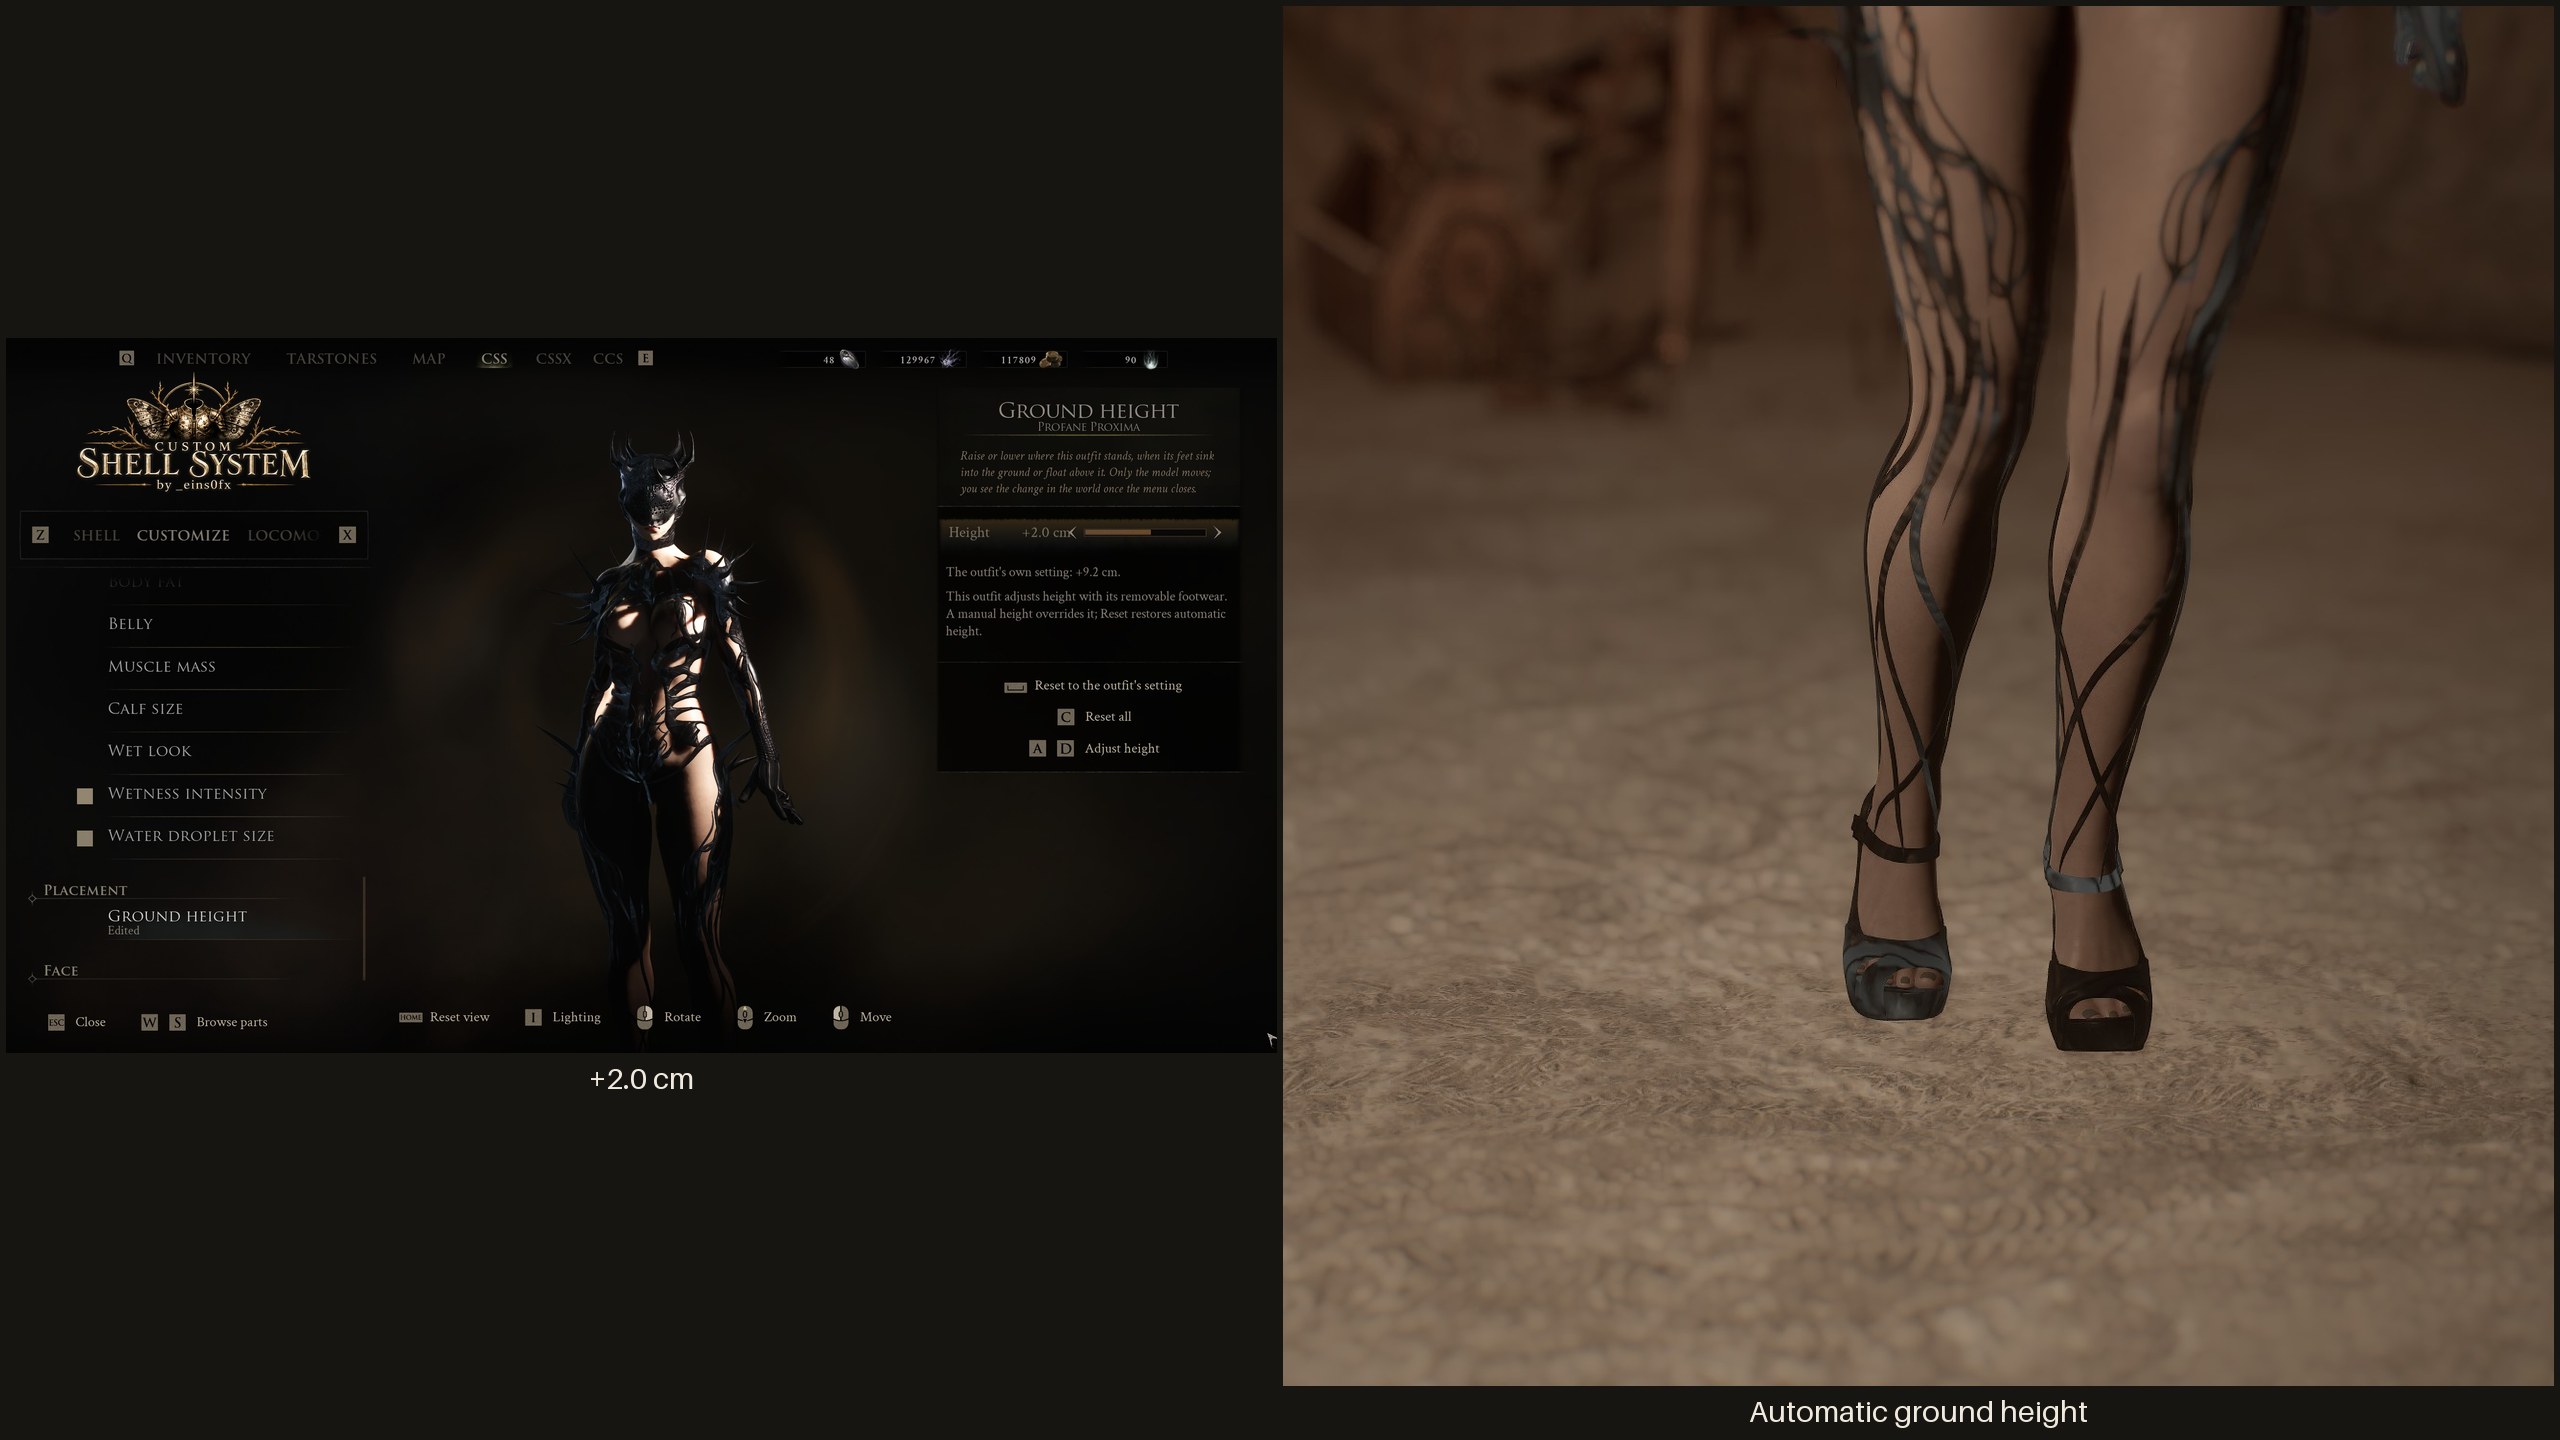 Q INVENTORY TARSTONES MAP CSS CSSX CCS E
48 129967 117809 90
CUSTOM
SHELL SYSTEM
by _eins0fx
Z SHELL CUSTOMIZE LOCOMO X
BODY FAT
BELLY
MUSCLE MASS
CALF SIZE
WET LOOK
WETNESS INTENSITY
WATER DROPLET SIZE
PLACEMENT
GROUND HEIGHT
Edited
FACE
ESC Close W S Browse parts
HOME Reset view I Lighting Rotate Zoom Move
GROUND HEIGHT
PROFANE PROXIMA
Raise or lower where this outfit stands, when its feet sink
into the ground or float above it. Only the model moves;
you see the change in the world once the menu closes.
Height +2.0 cm
The outfit's own setting: +9.2 cm.
This outfit adjusts height with its removable footwear.
A manual height overrides it; Reset restores automatic
height.
Reset to the outfit's setting
C Reset all
A D Adjust height
+2.0 cm
Automatic ground height